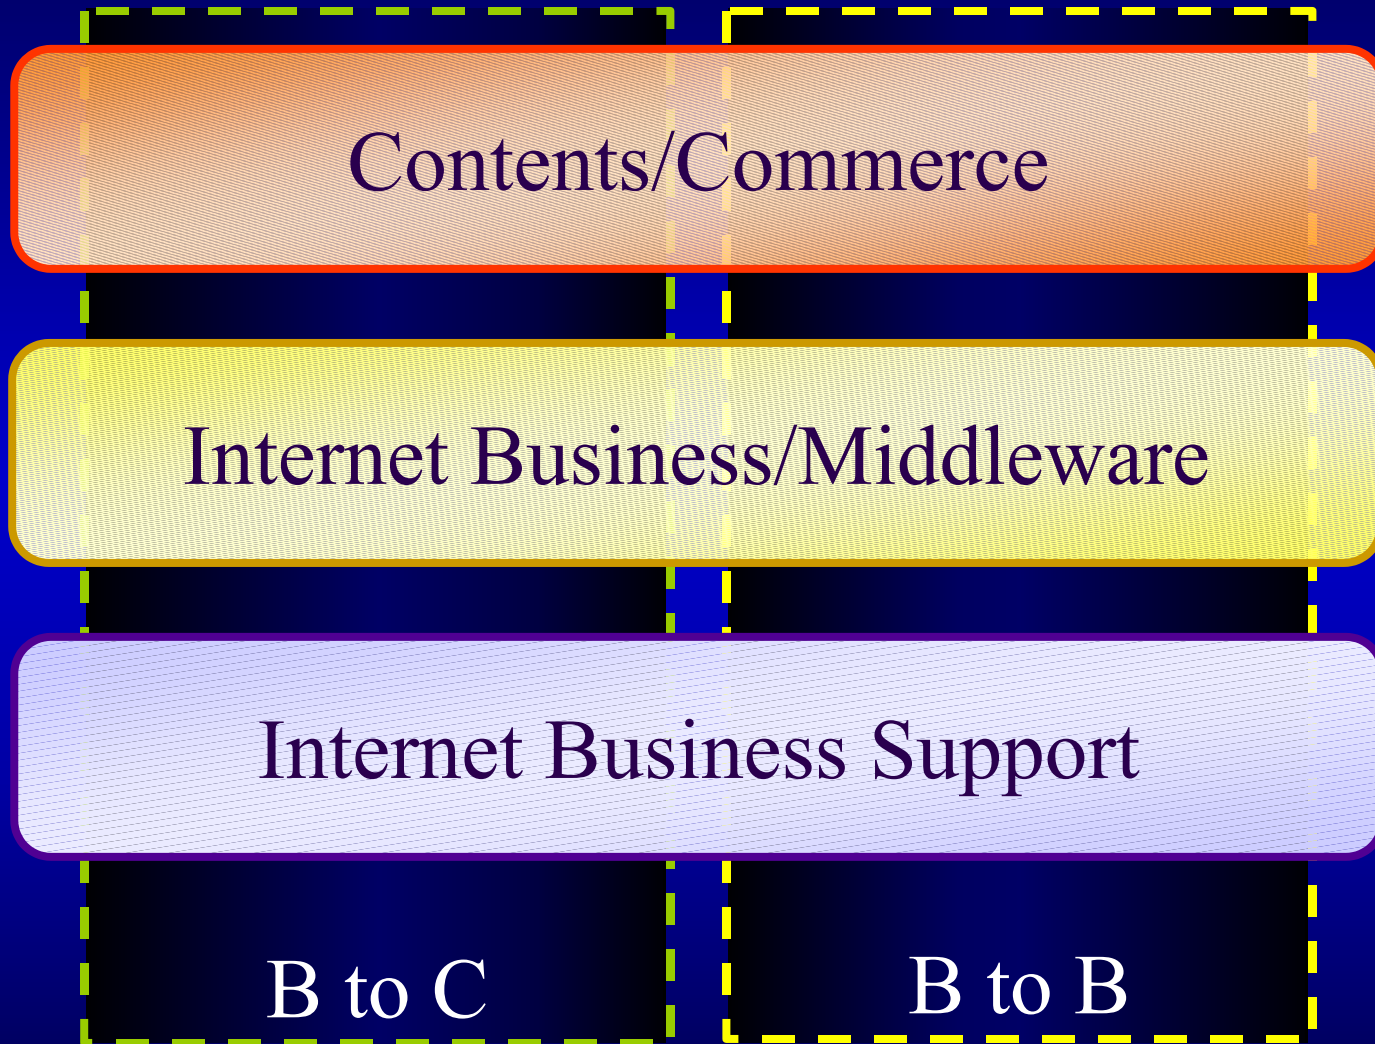 Contents/Commerce
Internet Business/Middleware
Internet Business Support
B to C
B to B